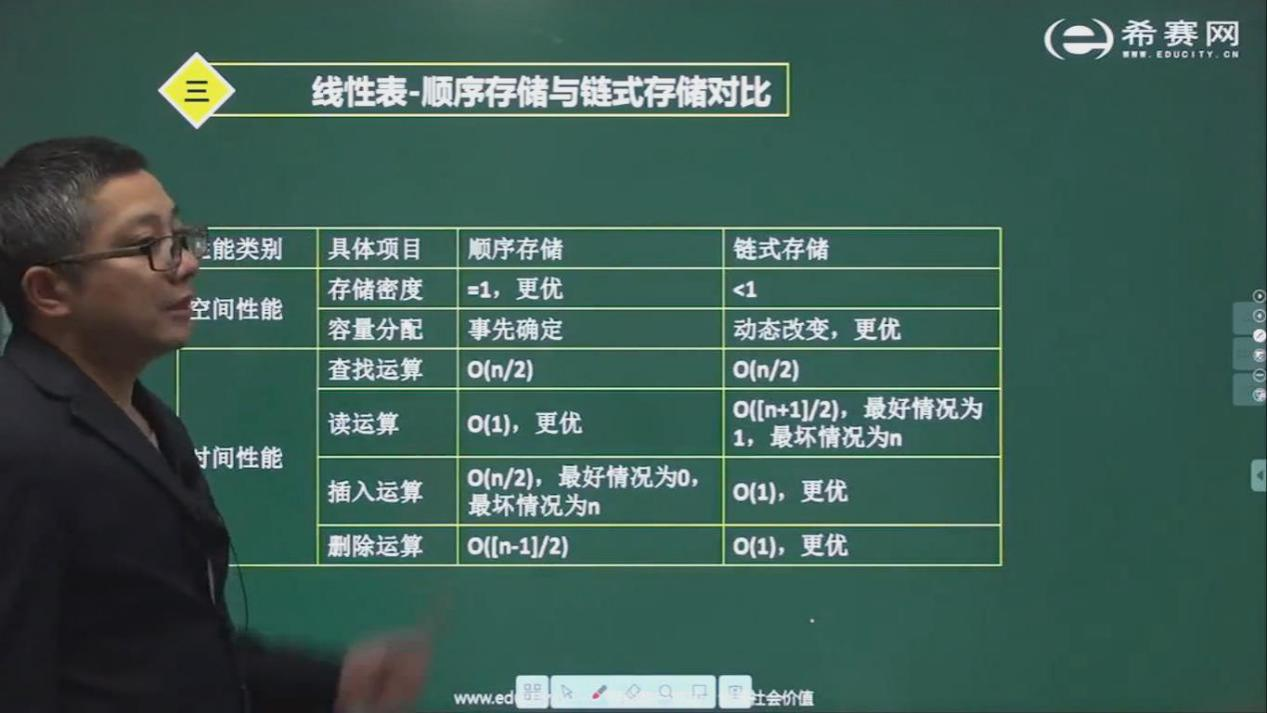 希赛网
WWW.EDUCITY.CN
三
线性表-顺序存储与链式存储对比
性能类别 具体项目 顺序存储 链式存储
空间性能 存储密度 =1，更优 <1
容量分配 事先确定 动态改变，更优
时间性能 查找运算 O(n/2) O(n/2)
读运算 O(1)，更优 O([n+1]/2)，最好情况为
1，最坏情况为n
插入运算 O(n/2)，最好情况为0，
最坏情况为n O(1)，更优
删除运算 O([n-1]/2) O(1)，更优
www.edu
社会价值